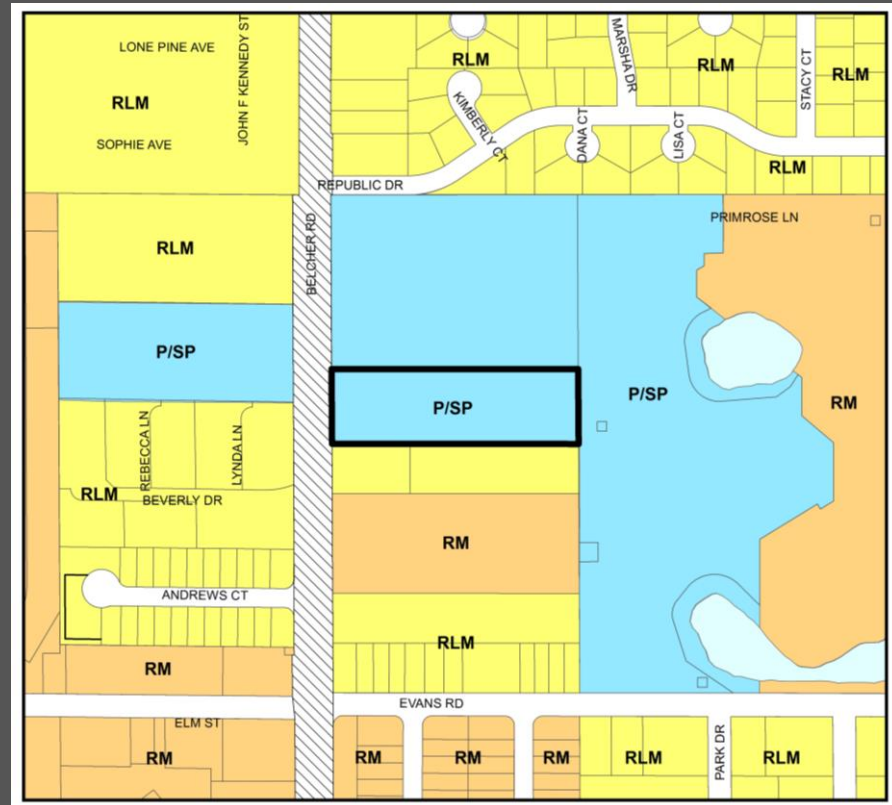 LONE PINE AVE
JOHN F KENNEDY ST
RLM
SOPHIE AVE
RLM
KIMBERLY CT
MARSHA DR
RLM
STACY CT
RLM
DANA CT
LISA CT
RLM
REPUBLIC DR
BELCHER RD
PRIMROSE LN
RLM
P/SP
P/SP
P/SP
RM
REBECCA LN
LYNDA LN
RLM
BEVERLY DR
RM
ANDREWS CT
RLM
RM
EVANS RD
ELM ST
RM
RM
RM
RM
RLM
PARK DR
RLM